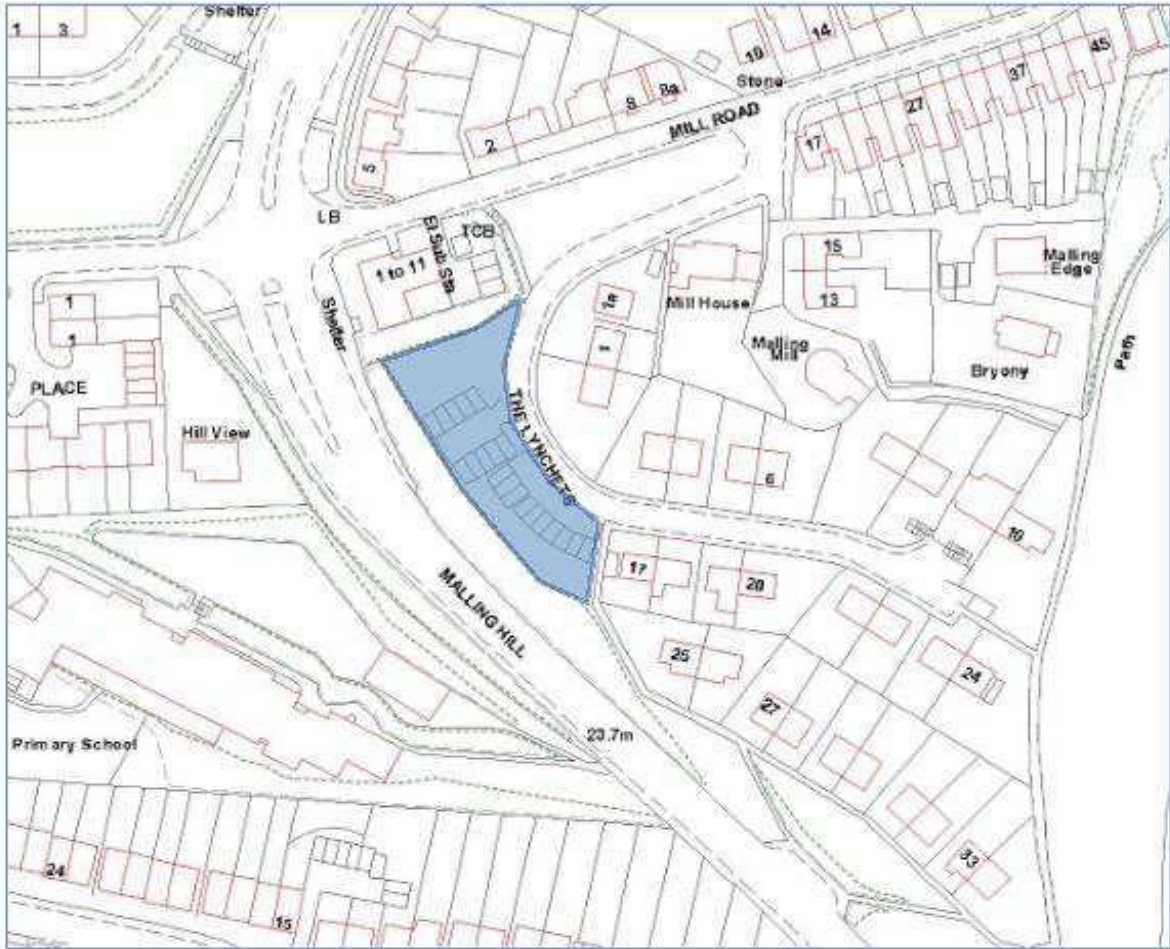 Shelter
1
3
18
14
45
Stone
37
8
8a
MILL ROAD
27
2
17
5
LB
TCB
El Sub Sta
1 to 11
15
Malling
Edge
Mill House
13
1a
1
Shelter
1
1
Malling
Mill
Bryony
Path
PLACE
THE LYNCHETS
Hill View
6
10
17
20
MALLING HILL
25
24
27
23.7m
Primary School
33
24
15